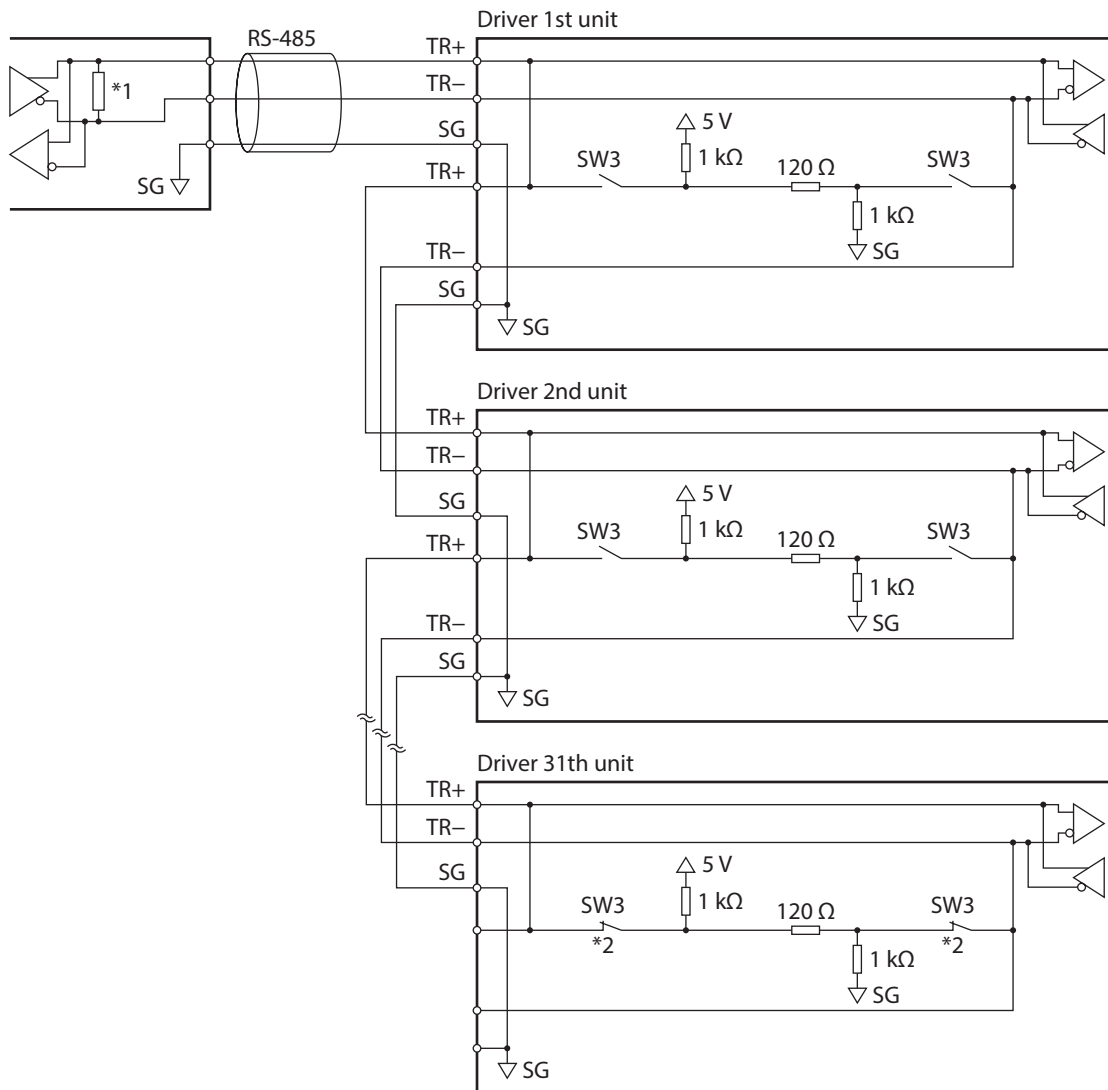 Driver 1st unit
RS-485
TR+
TR−
SG
TR+
TR−
SG
*1
SG
5 V
1 kΩ
SW3
120 Ω
SW3
1 kΩ
SG
SG
Driver 2nd unit
TR+
TR−
SG
TR+
TR−
SG
5 V
1 kΩ
SW3
120 Ω
SW3
1 kΩ
SG
SG
Driver 31th unit
TR+
TR−
SG
5 V
1 kΩ
SW3
*2
120 Ω
SW3
*2
1 kΩ
SG
SG